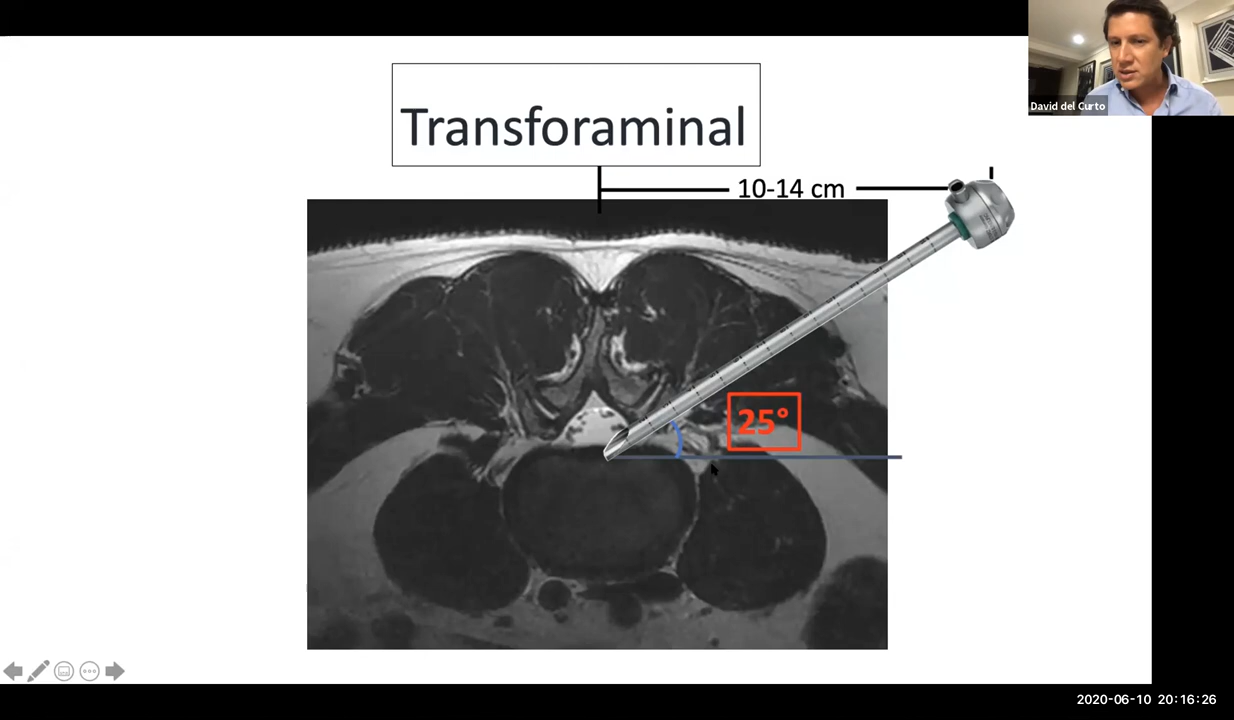 Transforaminal
10-14 cm
25°
David del Curto
2020-06-10 20:16:26